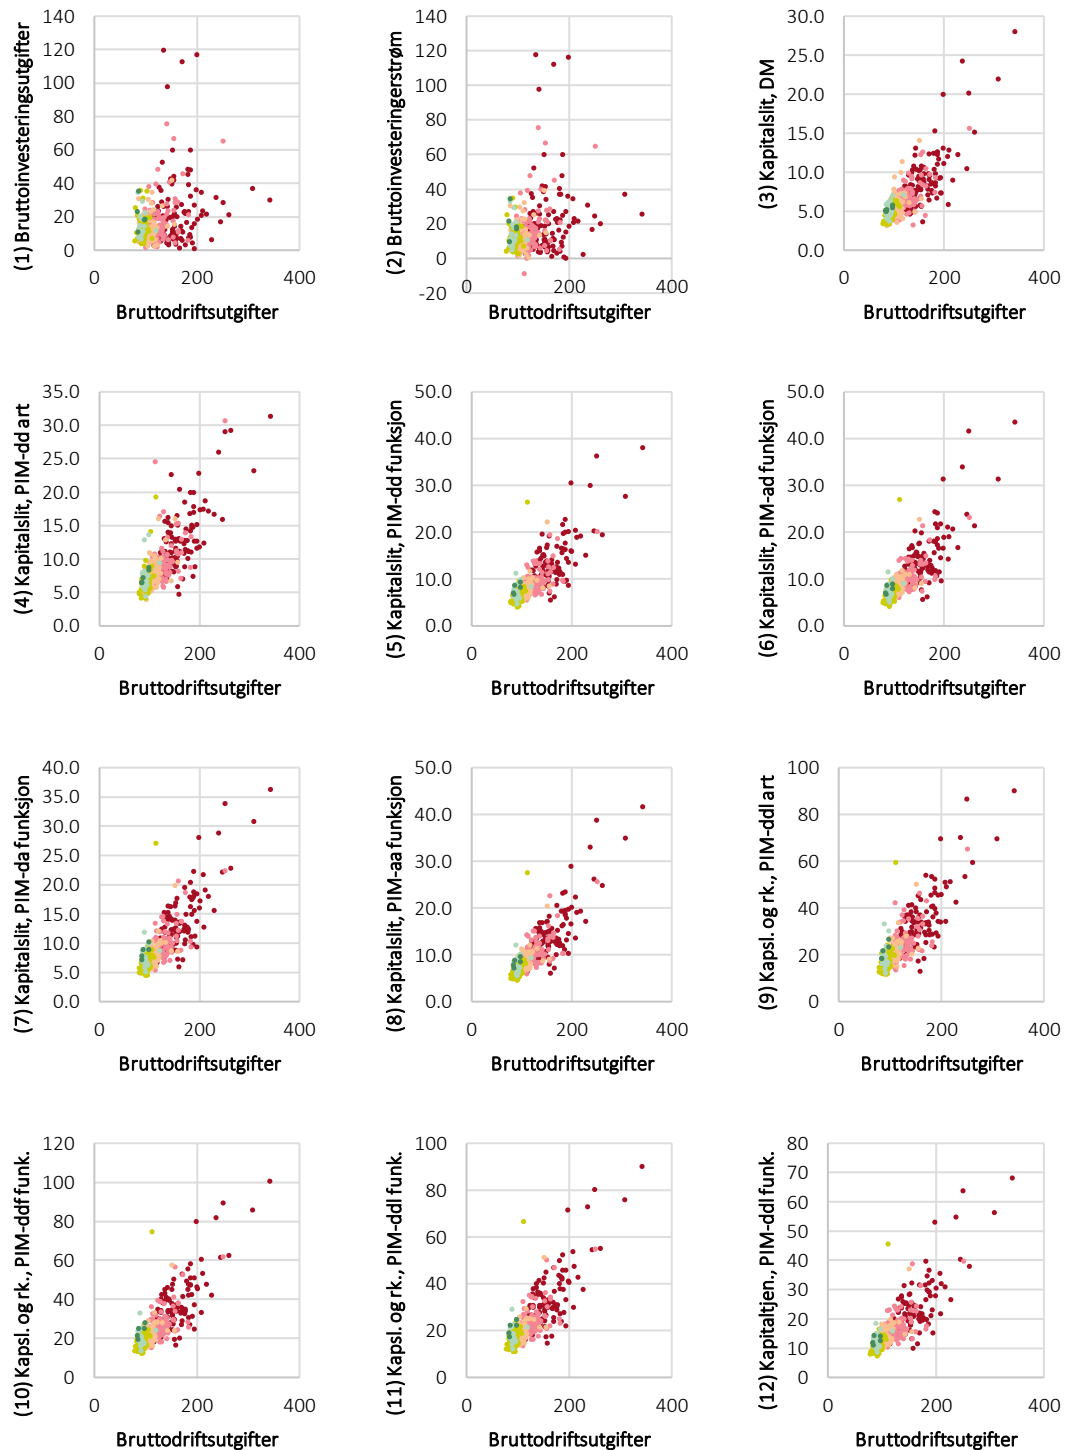 (1) Bruttoinvesteringsutgifter
140
120
100
80
60
40
20
0
0 200 400
Bruttodriftsutgifter
(2) Bruttoinvesteringerstrøm
140
120
100
80
60
40
20
0
-20
0 200 400
Bruttodriftsutgifter
(3) Kapitalslit, DM
30.0
25.0
20.0
15.0
10.0
5.0
0.0
0 200 400
Bruttodriftsutgifter
(4) Kapitalslit, PIM-dd art
35.0
30.0
25.0
20.0
15.0
10.0
5.0
0.0
0 200 400
Bruttodriftsutgifter
(5) Kapitalslit, PIM-dd funksjon
50.0
40.0
30.0
20.0
10.0
0.0
0 200 400
Bruttodriftsutgifter
(6) Kapitalslit, PIM-ad funksjon
50.0
40.0
30.0
20.0
10.0
0.0
0 200 400
Bruttodriftsutgifter
(7) Kapitalslit, PIM-da funksjon
40.0
35.0
30.0
25.0
20.0
15.0
10.0
5.0
0.0
0 200 400
Bruttodriftsutgifter
(8) Kapitalslit, PIM-aa funksjon
50.0
40.0
30.0
20.0
10.0
0.0
0 200 400
Bruttodriftsutgifter
(9) Kapsl. og rk., PIM-ddl art
100
80
60
40
20
0
0 200 400
Bruttodriftsutgifter
(10) Kapsl. og rk., PIM-ddf funk.
120
100
80
60
40
20
0
0 200 400
Bruttodriftsutgifter
(11) Kapsl. og rk., PIM-ddl funk.
100
80
60
40
20
0
0 200 400
Bruttodriftsutgifter
(12) Kapitaltjen., PIM-ddl funk.
80
70
60
50
40
30
20
10
0
0 200 400
Bruttodriftsutgifter